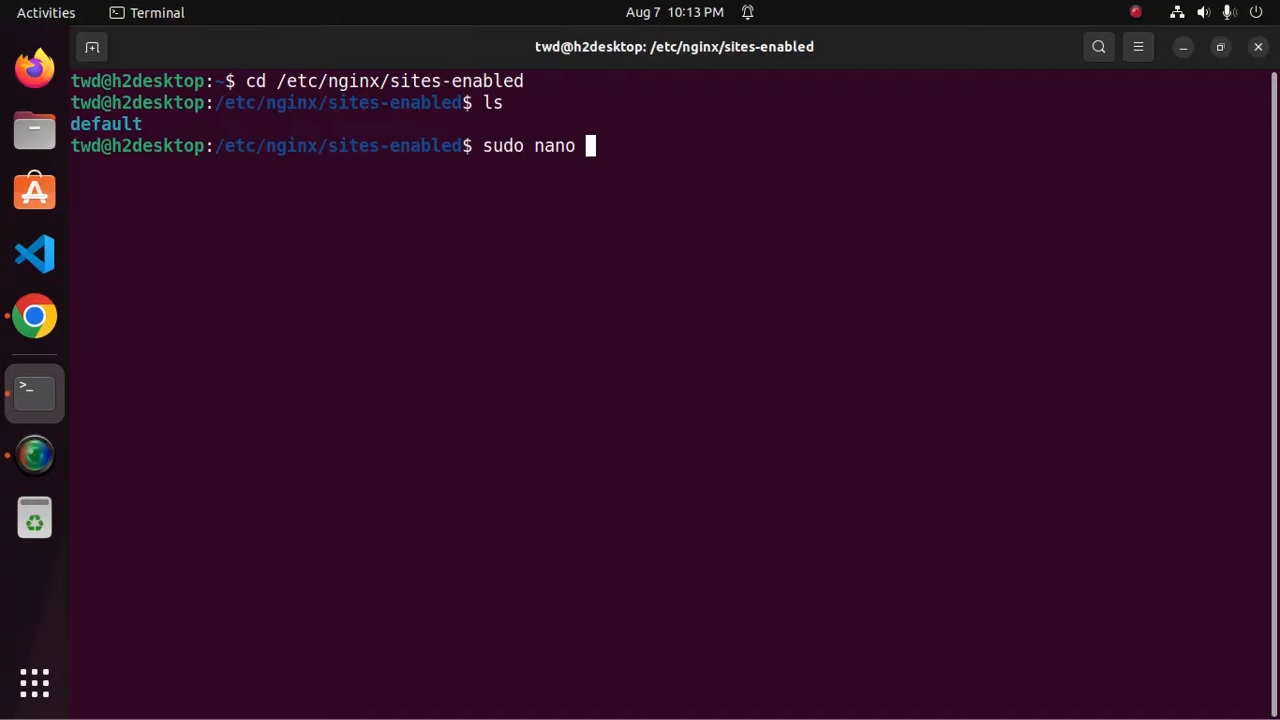 Activities
Terminal
Aug 7 10:13 PM
twd@h2desktop: /etc/nginx/sites-enabled
twd@h2desktop:~$ cd /etc/nginx/sites-enabled
twd@h2desktop:/etc/nginx/sites-enabled$ ls
default
twd@h2desktop:/etc/nginx/sites-enabled$ sudo nano